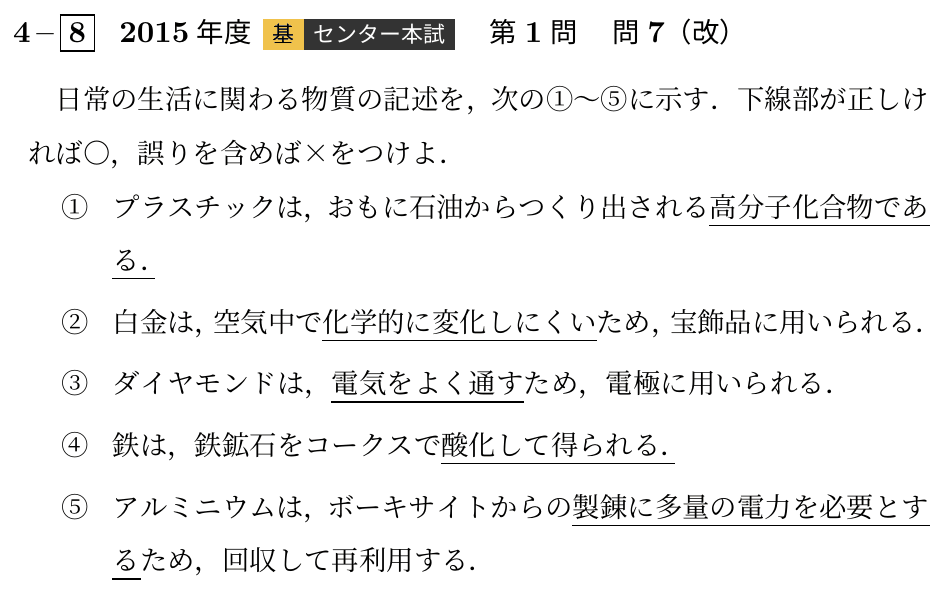 4－8 2015年度 基 センター本試 第1問 問7（改）
日常の生活に関わる物質の記述を，次の①～⑤に示す．下線部が正しけ
れば○，誤りを含めば×をつけよ．
① プラスチックは，おもに石油からつくり出される高分子化合物であ
る．
② 白金は，空気中で化学的に変化しにくいため，宝飾品に用いられる．
③ ダイヤモンドは，電気をよく通すため，電極に用いられる．
④ 鉄は，鉄鉱石をコークスで酸化して得られる．
⑤ アルミニウムは，ボーキサイトからの製錬に多量の電力を必要とす
るため，回収して再利用する．